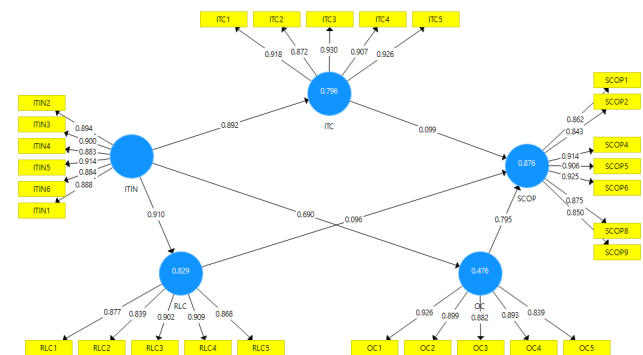 ITC1 ITC2 ITC3 ITC4 ITC5
0.918 0.872 0.930 0.907 0.926
0.796
ITC
SCOP1
SCOP2
SCOP4
SCOP5
SCOP6
SCOP8
SCOP9
0.862
0.843
0.914
0.906
0.925
0.875
0.850
0.876
SCOP
ITIN2
ITIN3
ITIN4
ITIN5
ITIN6
ITIN1
0.894
0.900
0.883
0.914
0.884
0.888
ITIN
0.892
0.099
0.910
0.690
0.096
0.795
0.829
RLC
0.877 0.839 0.902 0.909 0.868
RLC1 RLC2 RLC3 RLC4 RLC5
0.476
OC
0.926 0.899 0.882 0.893 0.839
OC1 OC2 OC3 OC4 OC5